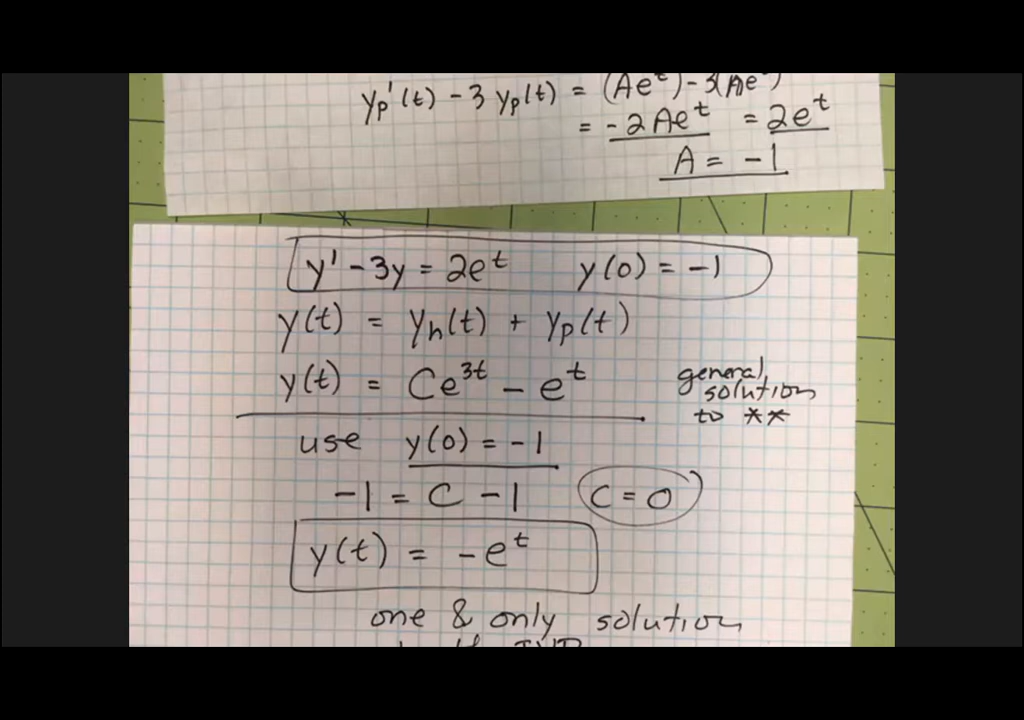 yp'(t) - 3 yp(t) = (Ae^t) - 3(Ae^t)
= -2Ae^t = 2e^t
A = -1
y' - 3y = 2e^t y(0) = -1
y(t) = yh(t) + yp(t)
y(t) = Ce^3t - e^t
general solution to **
use y(0) = -1
-1 = C - 1 C = 0
y(t) = -e^t
one & only solution